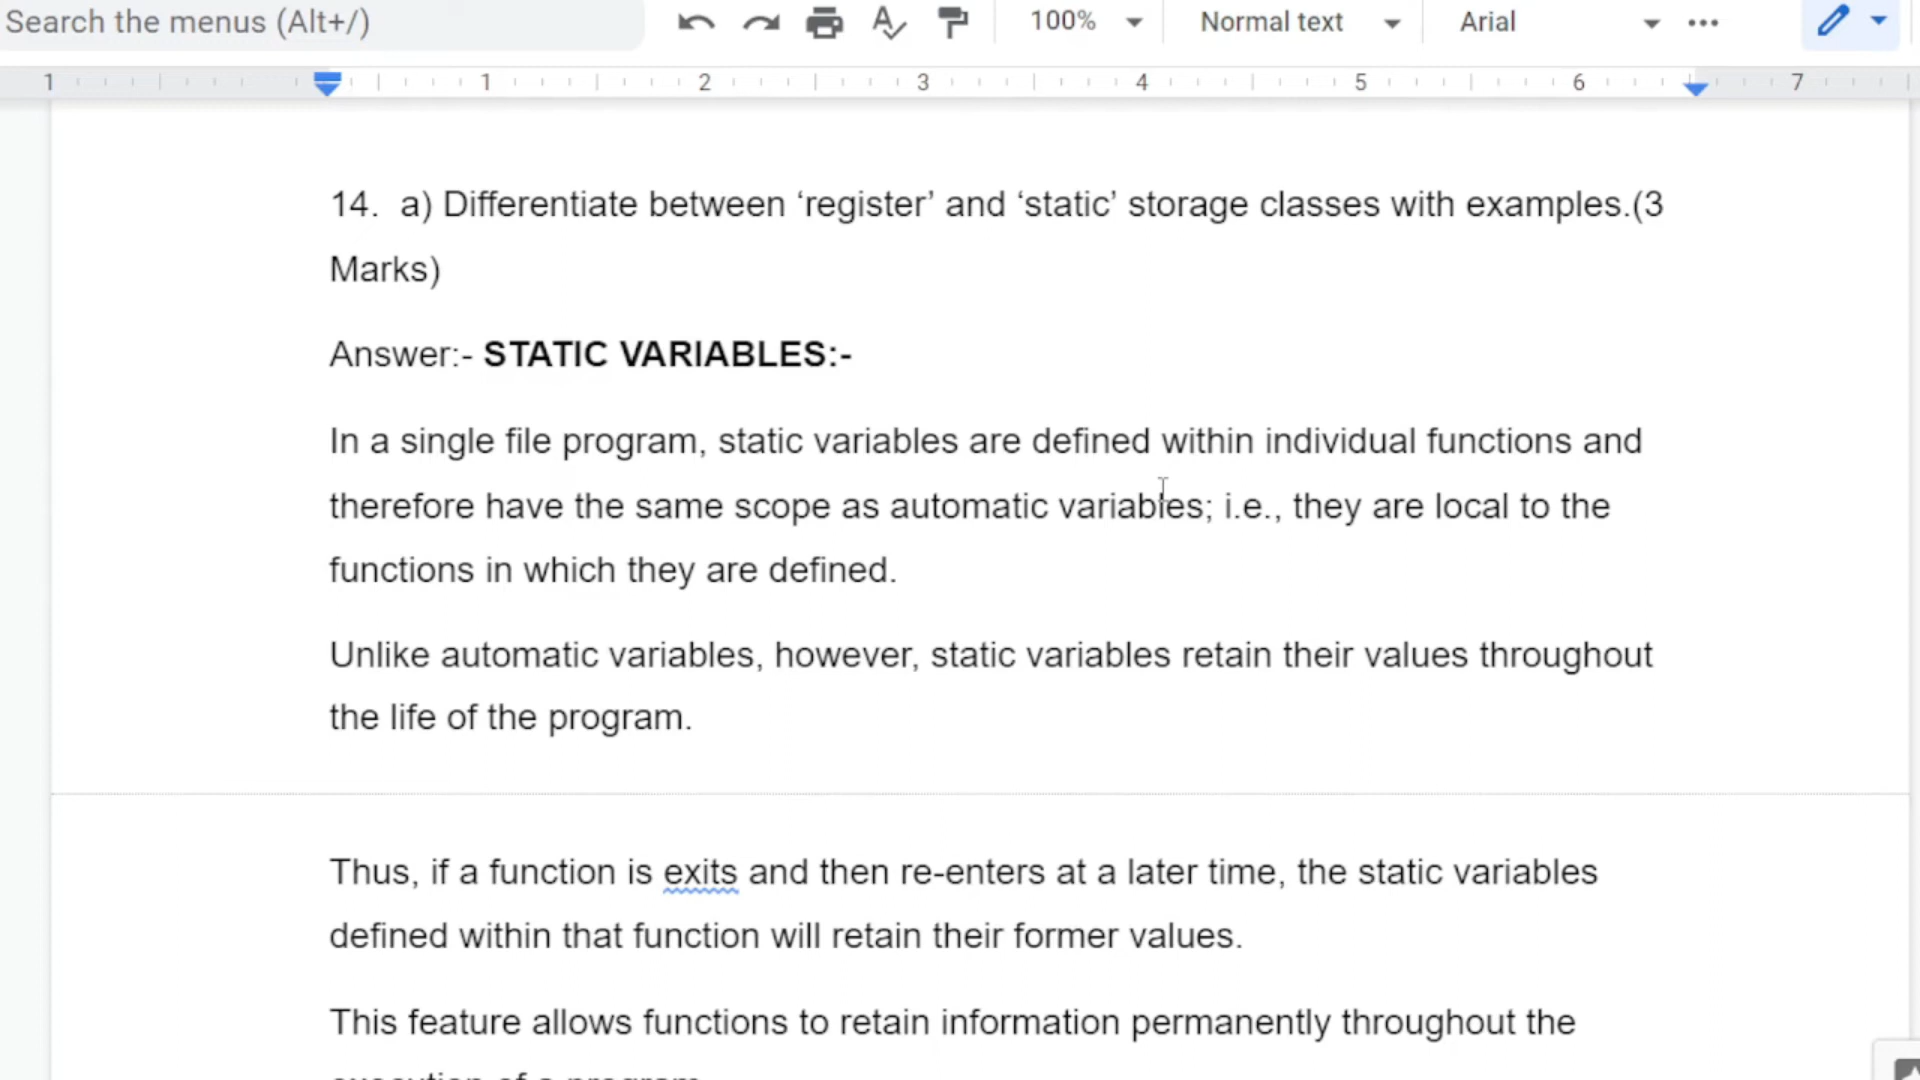 Search the menus (Alt+/)
100%
Normal text
Arial
1 1 2 3 4 5 6 7
14. a) Differentiate between ‘register’ and ‘static’ storage classes with examples.(3
Marks)
Answer:- STATIC VARIABLES:-
In a single file program, static variables are defined within individual functions and
therefore have the same scope as automatic variables; i.e., they are local to the
functions in which they are defined.
Unlike automatic variables, however, static variables retain their values throughout
the life of the program.
Thus, if a function is exits and then re-enters at a later time, the static variables
defined within that function will retain their former values.
This feature allows functions to retain information permanently throughout the
execution of a program